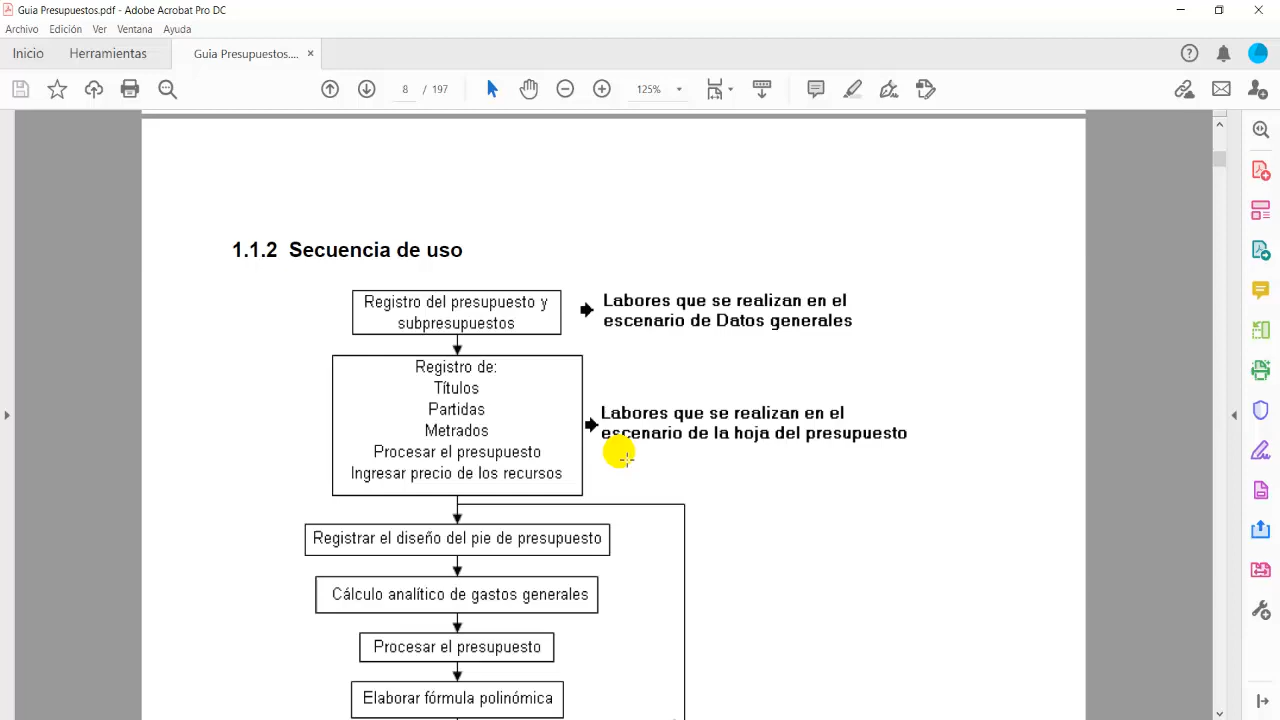 Guia Presupuestos.pdf - Adobe Acrobat Pro DC
Archivo Edición Ver Ventana Ayuda
Inicio Herramientas Guia Presupuestos.... ×
8 / 197 125%
1.1.2 Secuencia de uso
Registro del presupuesto y
subpresupuestos
Labores que se realizan en el
escenario de Datos generales
Registro de:
Títulos
Partidas
Metrados
Procesar el presupuesto
Ingresar precio de los recursos
Labores que se realizan en el
escenario de la hoja del presupuesto
Registrar el diseño del pie de presupuesto
Cálculo analítico de gastos generales
Procesar el presupuesto
Elaborar fórmula polinómica